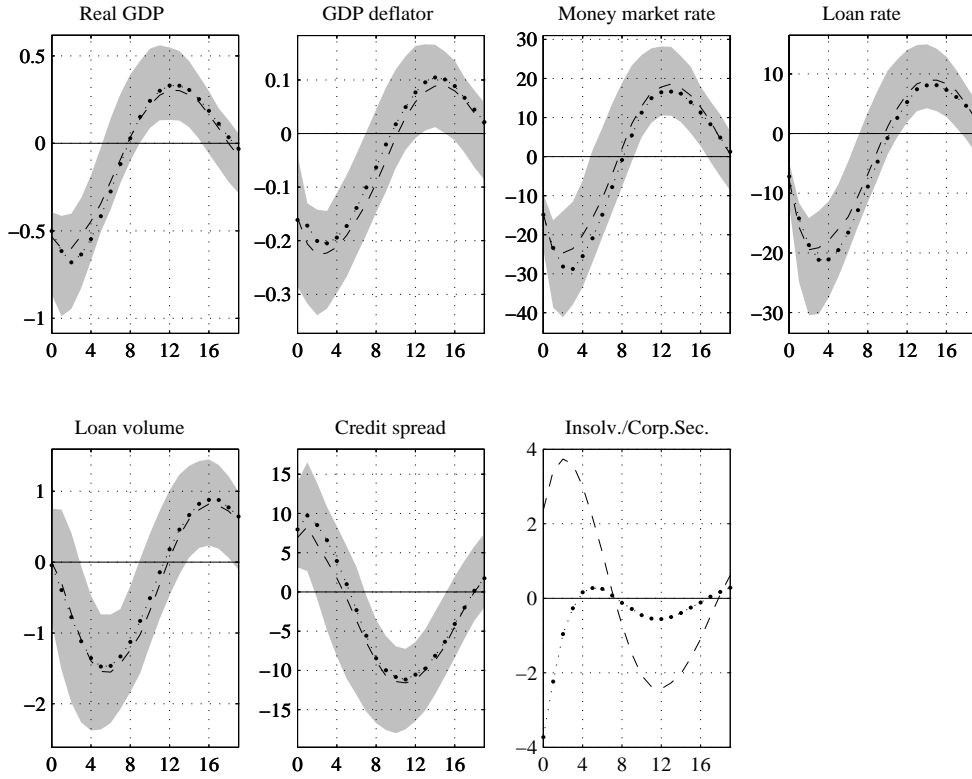 Real GDP
GDP deflator
Money market rate
Loan rate
0.5
0
−0.5
−1
0 4 8 12 16
0.1
0
−0.1
−0.2
−0.3
0 4 8 12 16
30
20
10
0
−10
−20
−30
−40
0 4 8 12 16
10
0
−10
−20
−30
0 4 8 12 16
Loan volume
Credit spread
Insolv./Corp.Sec.
1
0
−1
−2
0 4 8 12 16
15
10
5
0
−5
−10
−15
0 4 8 12 16
4
2
0
−2
−4
0 4 8 12 16